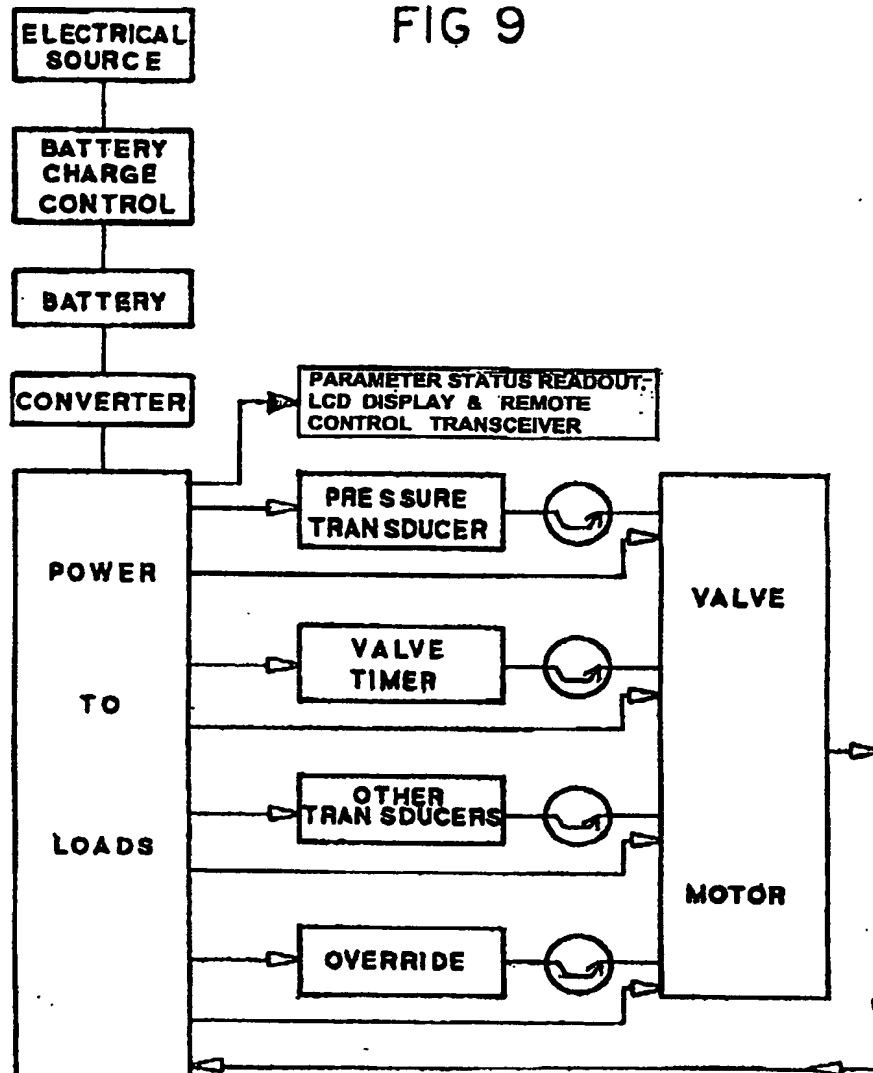 FIG 9
ELECTRICAL
SOURCE
BATTERY
CHARGE
CONTROL
BATTERY
CONVERTER
PARAMETER STATUS READOUT,
LCD DISPLAY & REMOTE
CONTROL TRANSCEIVER
POWER
TO
LOADS
PRESSURE
TRANSDUCER
VALVE
TIMER
OTHER
TRANSDUCERS
OVERRIDE
VALVE
MOTOR